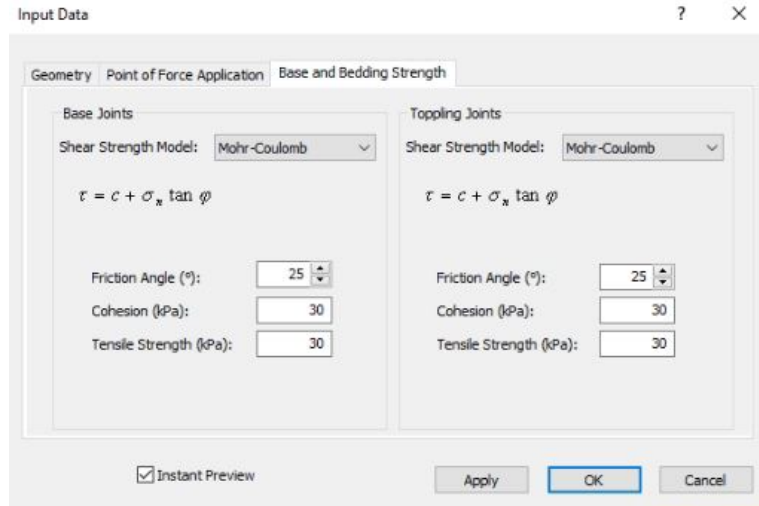 Input Data ? ×
Geometry Point of Force Application Base and Bedding Strength
Base Joints
Shear Strength Model: Mohr-Coulomb
τ = c + σₙ tan φ
Friction Angle (°): 25
Cohesion (kPa): 30
Tensile Strength (kPa): 30
Toppling Joints
Shear Strength Model: Mohr-Coulomb
τ = c + σₙ tan φ
Friction Angle (°): 25
Cohesion (kPa): 30
Tensile Strength (kPa): 30
Instant Preview
Apply OK Cancel